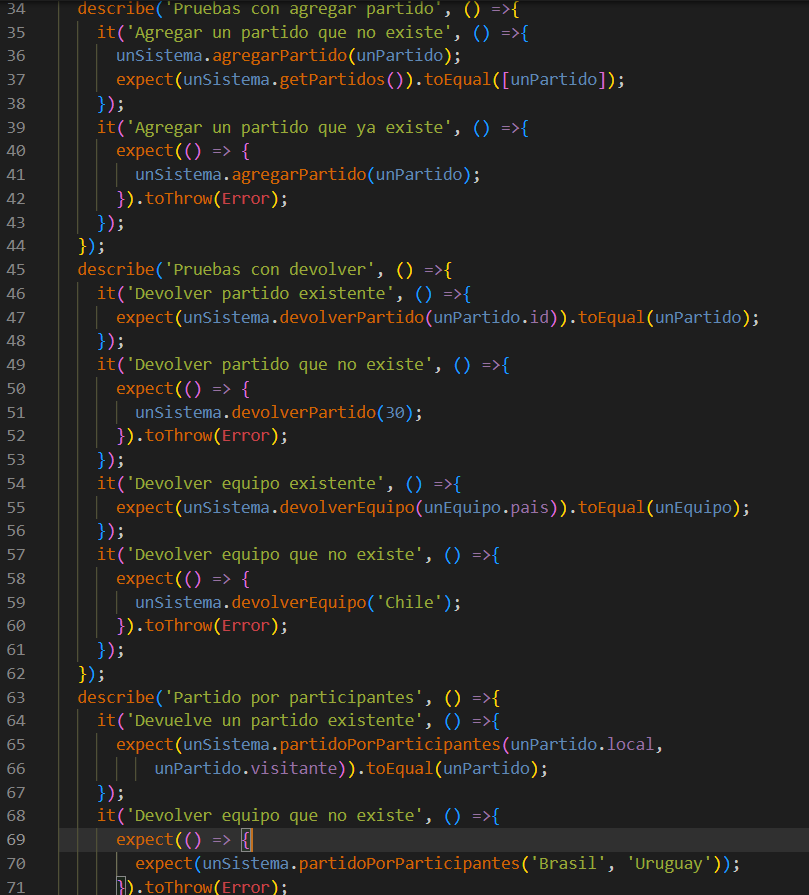 34 describe('Pruebas con agregar partido', () =>{
35 it('Agregar un partido que no existe', () =>{
36 unSistema.agregarPartido(unPartido);
37 expect(unSistema.getPartidos()).toEqual([unPartido]);
38 });
39 it('Agregar un partido que ya existe', () =>{
40 expect(() => {
41 unSistema.agregarPartido(unPartido);
42 }).toThrow(Error);
43 });
44 });
45 describe('Pruebas con devolver', () =>{
46 it('Devolver partido existente', () =>{
47 expect(unSistema.devolverPartido(unPartido.id)).toEqual(unPartido);
48 });
49 it('Devolver partido que no existe', () =>{
50 expect(() => {
51 unSistema.devolverPartido(30);
52 }).toThrow(Error);
53 });
54 it('Devolver equipo existente', () =>{
55 expect(unSistema.devolverEquipo(unEquipo.pais)).toEqual(unEquipo);
56 });
57 it('Devolver equipo que no existe', () =>{
58 expect(() => {
59 unSistema.devolverEquipo('Chile');
60 }).toThrow(Error);
61 });
62 });
63 describe('Partido por participantes', () =>{
64 it('Devuelve un partido existente', () =>{
65 expect(unSistema.partidoPorParticipantes(unPartido.local,
66 unPartido.visitante)).toEqual(unPartido);
67 });
68 it('Devolver equipo que no existe', () =>{
69 expect(() => {
70 expect(unSistema.partidoPorParticipantes('Brasil', 'Uruguay'));
71 }).toThrow(Error);